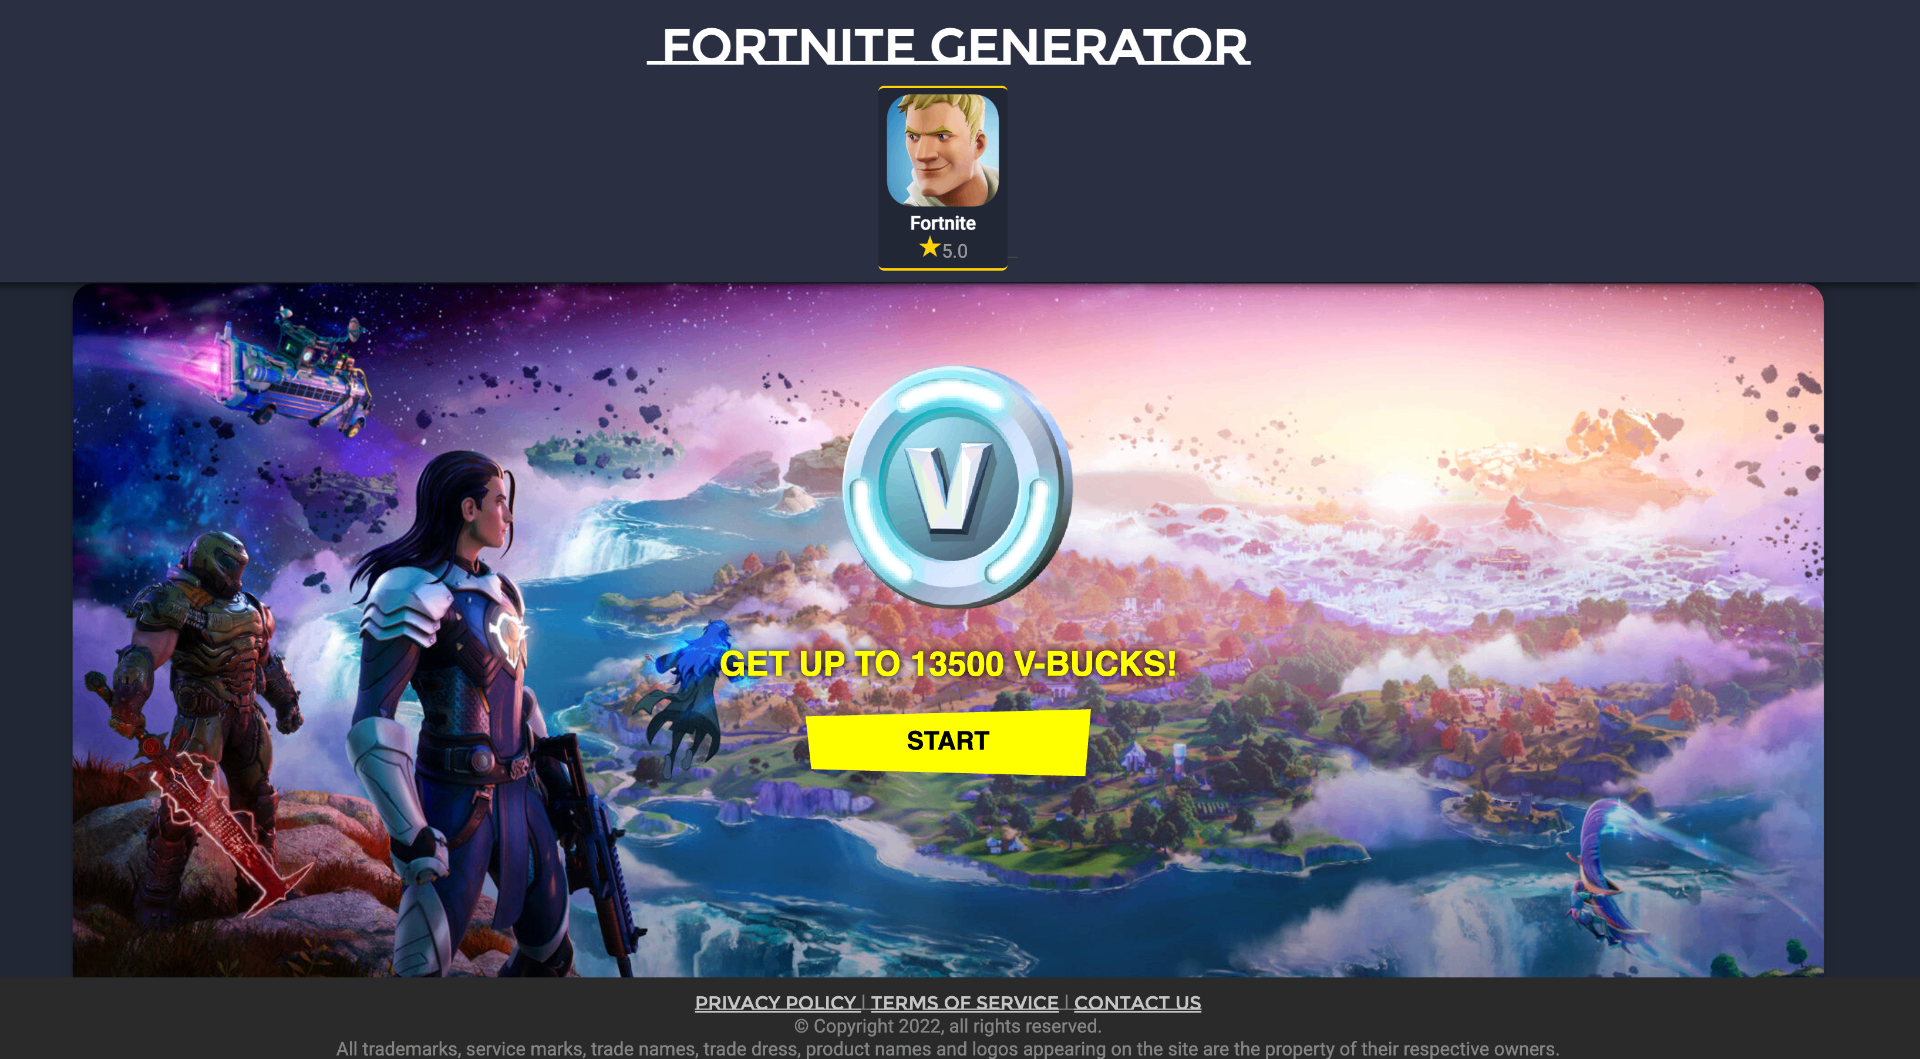 FORTNITE GENERATOR
Fortnite
5.0
V
GET UP TO 13500 V-BUCKS!
START
PRIVACY POLICY | TERMS OF SERVICE | CONTACT US
© Copyright 2022, all rights reserved.
All trademarks, service marks, trade names, trade dress, product names and logos appearing on the site are the property of their respective owners.